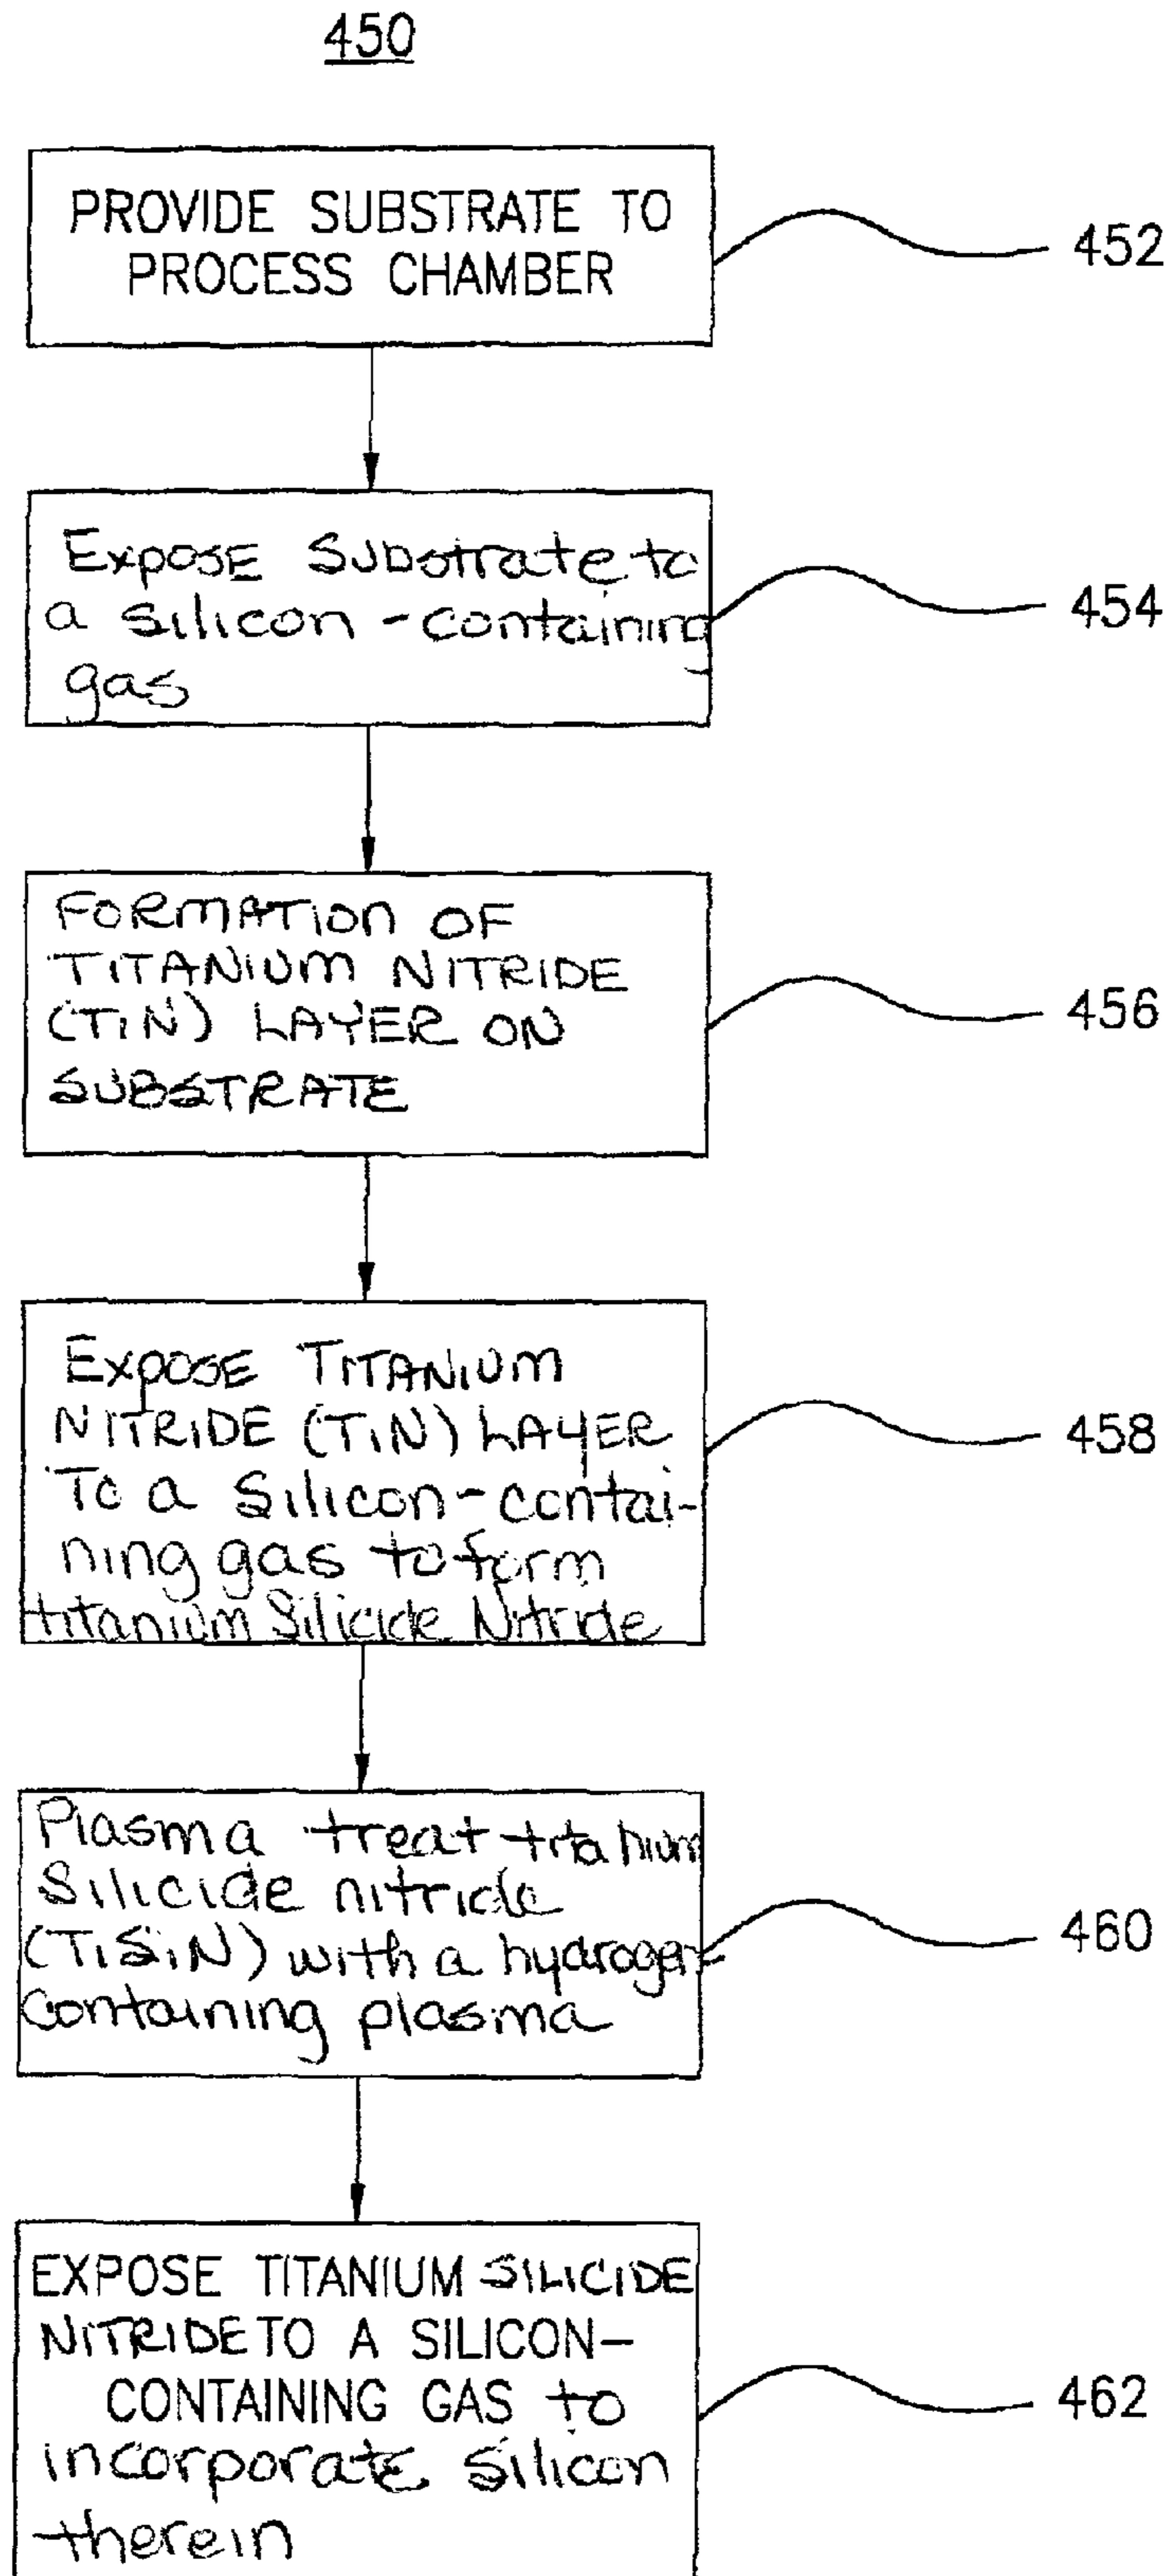 450
PROVIDE SUBSTRATE TO
PROCESS CHAMBER
452
Expose Substrate to
a silicon-containing
gas
454
FORMATION OF
TITANIUM NITRIDE
(TiN) LAYER ON
SUBSTRATE
456
Expose TITANIUM
NITRIDE (TiN) LAYER
To a Silicon-contai-
ning gas to form
titanium Silicide Nitride
458
Plasma treat titanium
Silicide nitride
(TiSiN) with a hydrogen
containing plasma
460
EXPOSE TITANIUM SILICIDE
NITRIDE TO A SILICON-
CONTAINING GAS to
incorporate silicon
therein
462